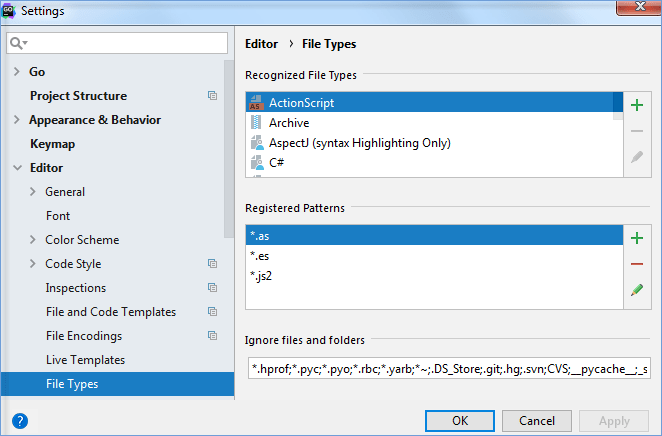 GO
Settings
Go
Project Structure
Appearance & Behavior
Keymap
Editor
General
Font
Color Scheme
Code Style
Inspections
File and Code Templates
File Encodings
Live Templates
File Types
Editor › File Types
Recognized File Types
AS
ActionScript
Archive
AspectJ (syntax Highlighting Only)
C#
Registered Patterns
*.as
*.es
*.js2
Ignore files and folders
*.hprof;*.pyc;*.pyo;*.rbc;*.yarb;*~;.DS_Store;.git;.hg;.svn;CVS;__pycache__;_s
?
OK
Cancel
Apply